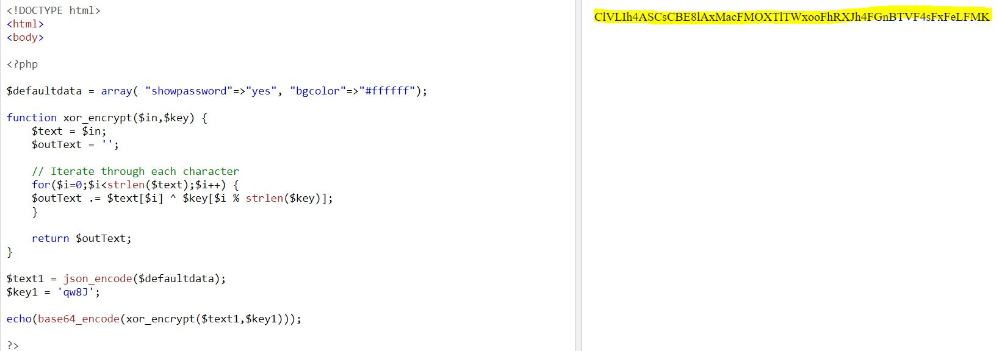 <!DOCTYPE html>
<html>
<body>
<?php
$defaultdata = array( "showpassword"=>"yes", "bgcolor"=>"#ffffff");
function xor_encrypt($in,$key) {
$text = $in;
$outText = '';
// Iterate through each character
for($i=0;$i<strlen($text);$i++) {
$outText .= $text[$i] ^ $key[$i % strlen($key)];
}
return $outText;
}
$text1 = json_encode($defaultdata);
$key1 = 'qw8J';
echo(base64_encode(xor_encrypt($text1,$key1)));
?>
ClVLIh4ASCsCBE8lAxMacFMOXTlTWxooFhRXJh4FGnBTVF4sFxFeLFMK